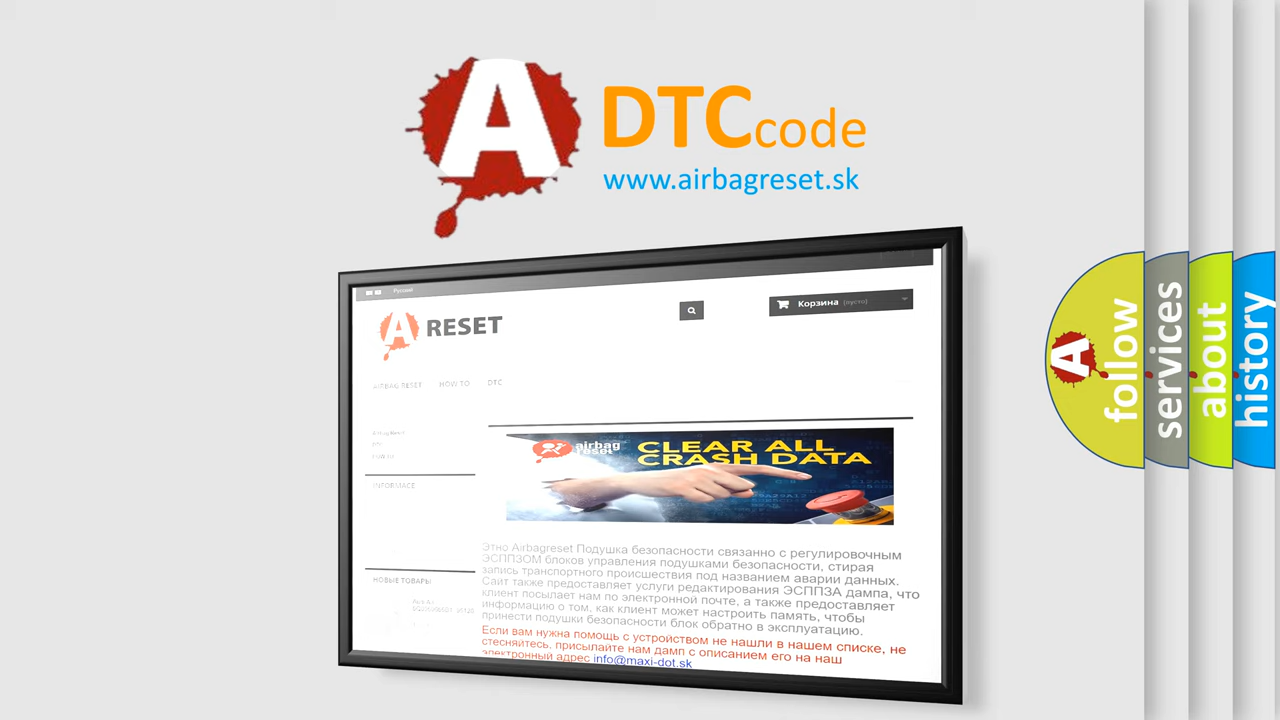 A
DTC code
www.airbagreset.sk
Русский
Корзина (пусто)
A RESET
AIRBAG RESET HOW TO DTC
INFORMACE
airbag
reset
CLEAR ALL
CRASH DATA
Этно Airbagreset Подушка безопасности связанно с регулировочным
ЭСППЗОМ блоков управления подушками безопасности, стирая
запись транспортного происшествия под названием аварии данных.
Сайт также предоставляет услуги редактирования ЭСППЗА дампа, что
клиент посылает нам по электронной почте, а также предоставляет
информацию о том, как клиент может настроить память, чтобы
принести подушки безопасности блок обратно в эксплуатацию.
Если вам нужна помощь с устройством не нашли в нашем списке, не
стесняйтесь, присылайте нам дамп с описанием его на наш
электронный адрес info@maxi-dot.sk
НОВЫЕ ТОВАРЫ
A
follow
services
about
history